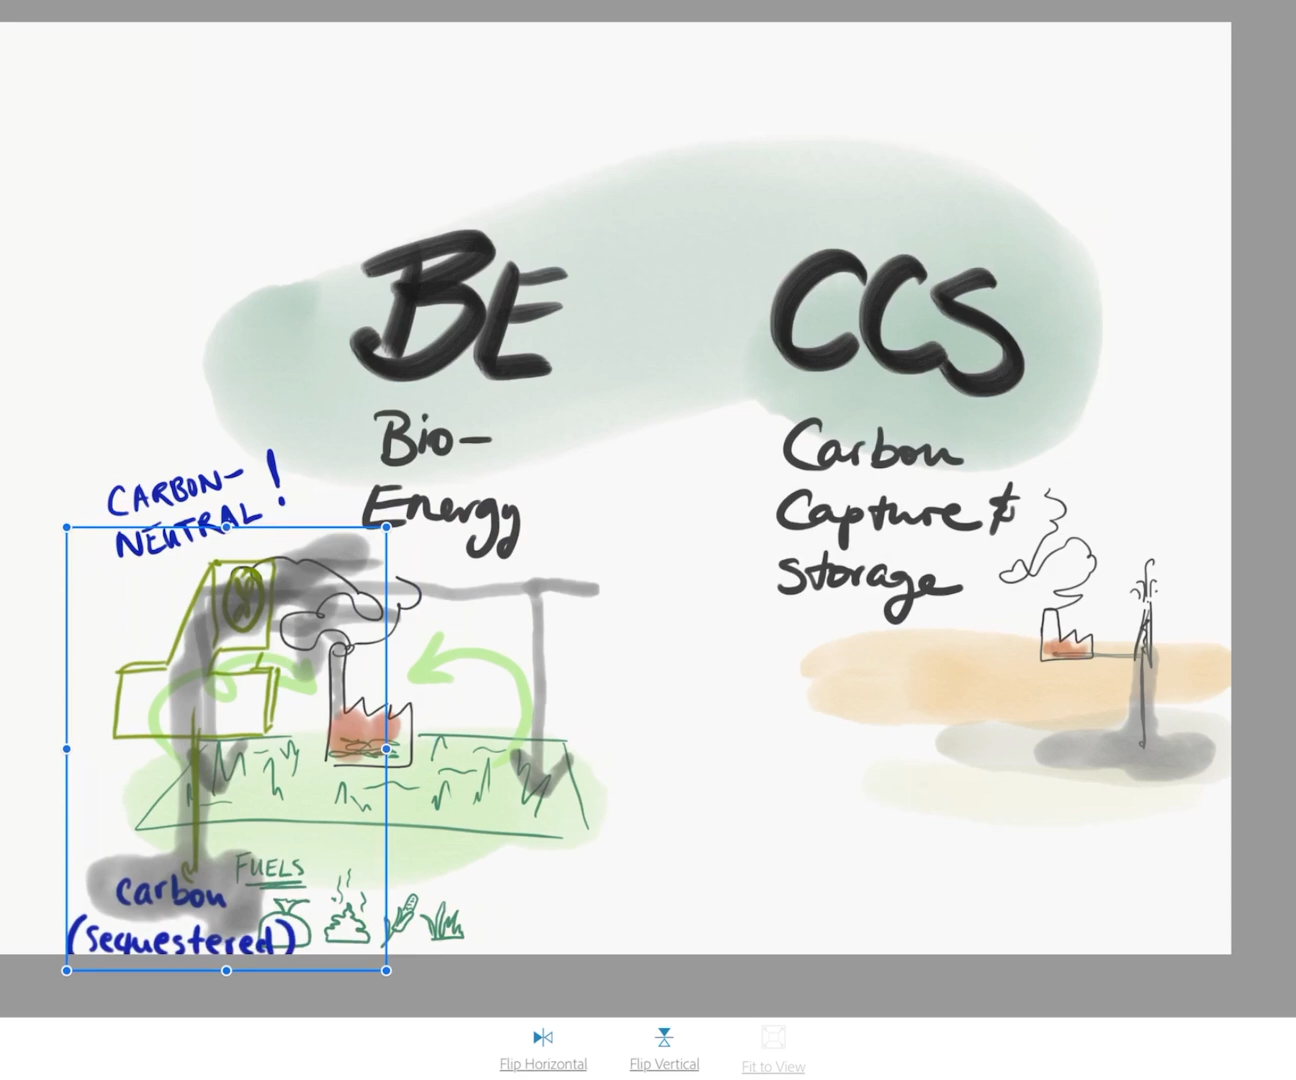 BE
Bio-
Energy
CCS
Carbon
Capture &
Storage
CARBON-
NEUTRAL!
FUELS
Carbon
(sequestered)
Flip Horizontal
Flip Vertical
Fit to View